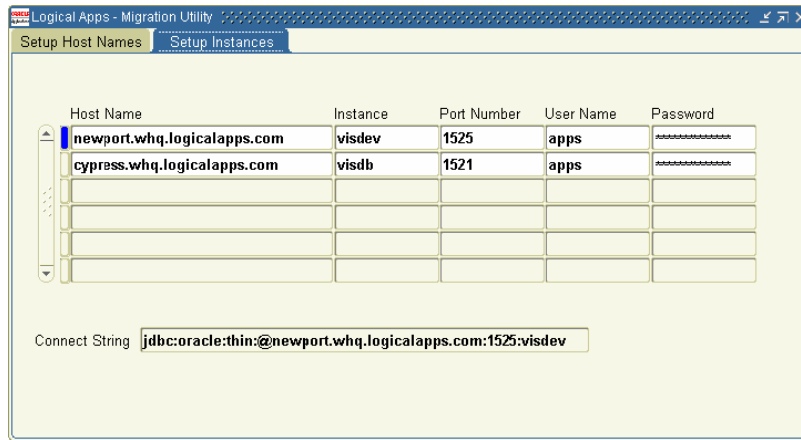 ORACLE
Logical Apps - Migration Utility
Setup Host Names Setup Instances
Host Name Instance Port Number User Name Password
newport.whq.logicalapps.com visdev 1525 apps *************
cypress.whq.logicalapps.com visdb 1521 apps *************
Connect String jdbc:oracle:thin:@newport.whq.logicalapps.com:1525:visdev